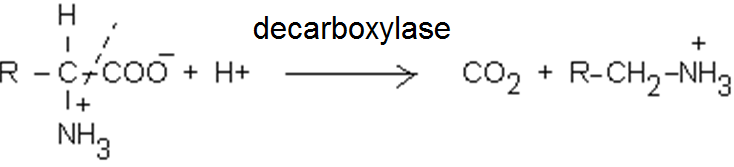 H
decarboxylase
R – C – COO⁻ + H+ → CO₂ + R–CH₂–NH₃⁺
+
NH₃